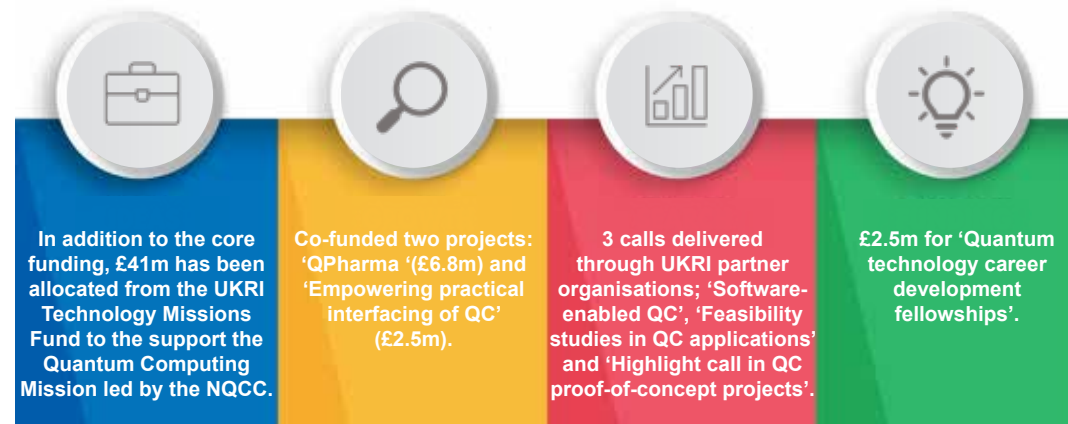 In addition to the core
funding, £41m has been
allocated from the UKRI
Technology Missions
Fund to the support the
Quantum Computing
Mission led by the NQCC.
Co-funded two projects:
‘QPharma ‘(£6.8m) and
‘Empowering practical
interfacing of QC’
(£2.5m).
3 calls delivered
through UKRI partner
organisations; ‘Software-
enabled QC’, ‘Feasibility
studies in QC applications’
and ‘Highlight call in QC
proof-of-concept projects’.
£2.5m for ‘Quantum
technology career
development
fellowships’.